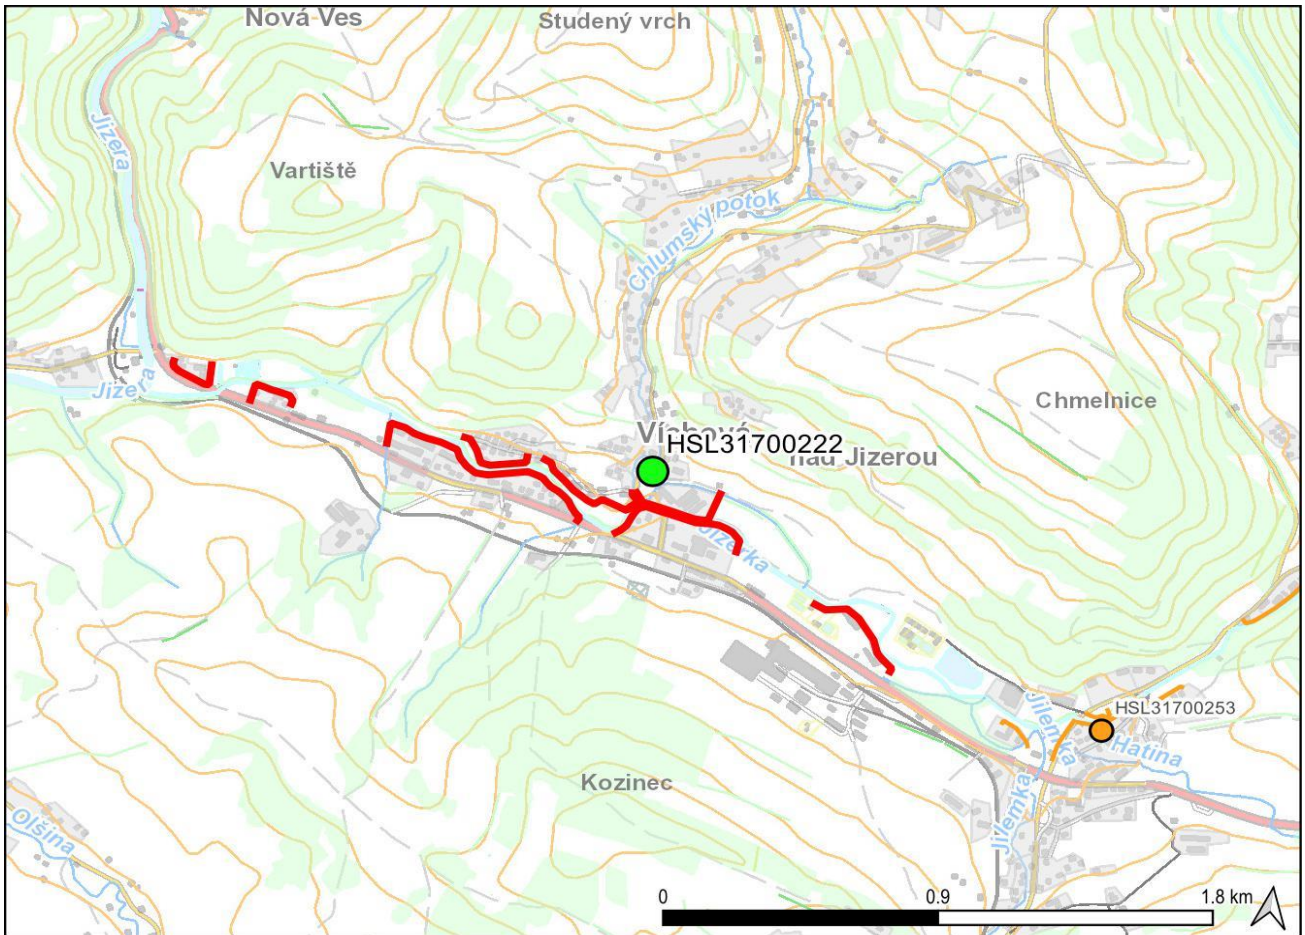 Nová Ves
Studený vrch
Jizera
Vartiště
Chlumský potok
Jizera
Chmelnice
HSL31700222
nad Jizerou
Jizerka
HSL31700253
Jilemka
Hatina
Kozinec
Jilemka
Olšina
0
0.9
1.8 km